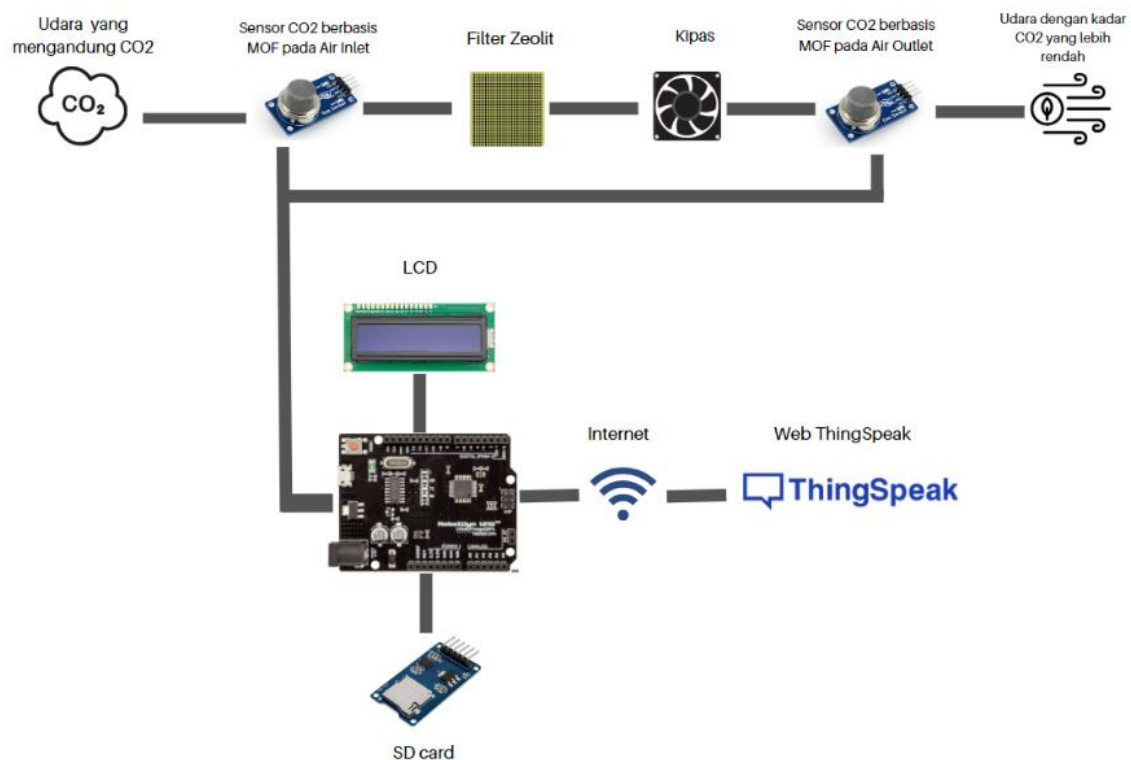 Udara yang
mengandung CO2
Sensor CO2 berbasis
MOF pada Air Inlet
Filter Zeolit
Kipas
Sensor CO2 berbasis
MOF pada Air Outlet
Udara dengan kadar
CO2 yang lebih
rendah
CO₂
LCD
Internet
Web ThingSpeak
ThingSpeak
SD card